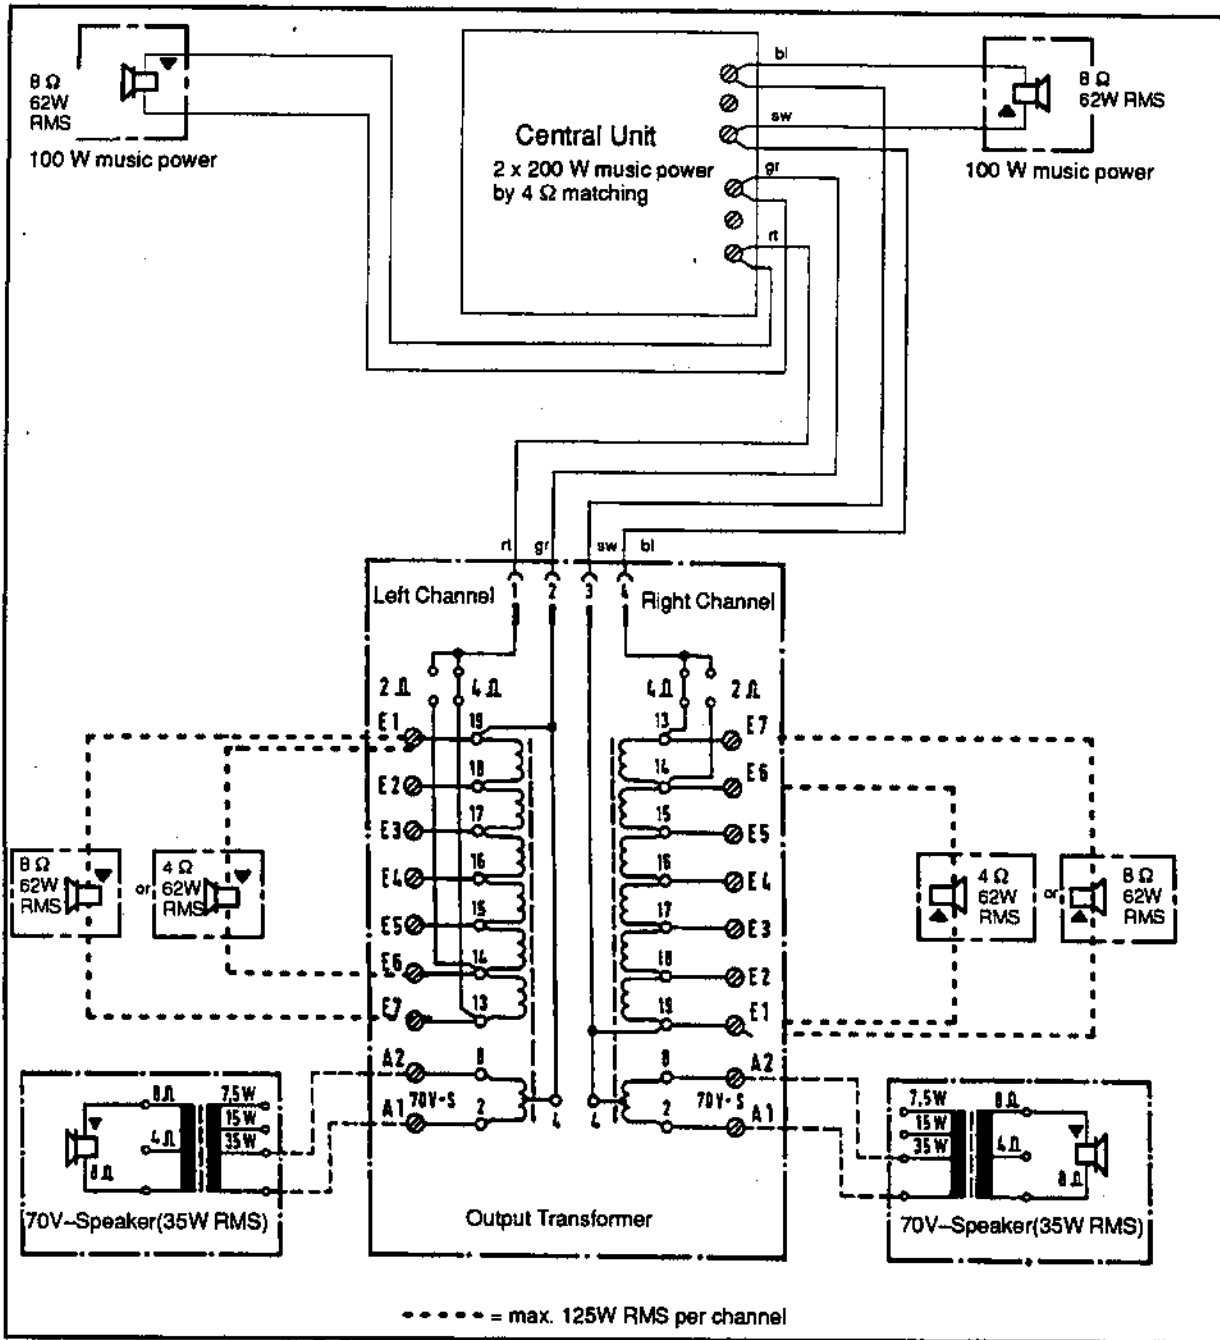 8 Ω
62W
RMS
100 W music power
Central Unit
2 x 200 W music power
by 4 Ω matching
bl
sw
gr
rt
8 Ω
62W RMS
100 W music power
rt gr sw bl
1 2 3 4
Left Channel
Right Channel
2 Ω 4 Ω
4 Ω 2 Ω
E1 19
E2 18
E3 17
E4 16
E5 15
E6 14
E7 13
A2 8
70V-S
A1 2
4
13 E7
14 E6
15 E5
16 E4
17 E3
18 E2
19 E1
8 A2
70V-S
2 A1
4
8 Ω
62W
RMS
or
4 Ω
62W
RMS
4 Ω
62W
RMS
or
8 Ω
62W
RMS
8 Ω 7,5W
15W
4 Ω 35W
8 Ω
70V–Speaker(35W RMS)
Output Transformer
7,5W 8 Ω
15W
35W 4 Ω
8 Ω
70V–Speaker(35W RMS)
= max. 125W RMS per channel